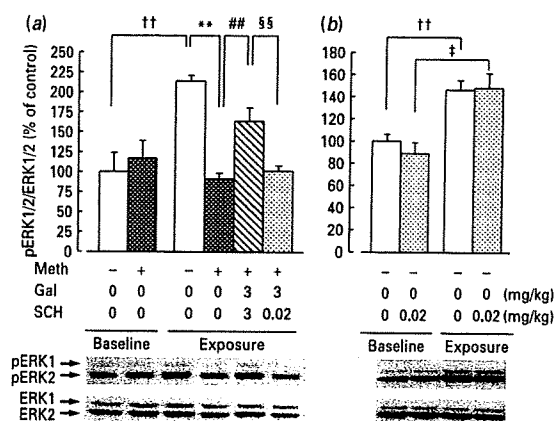 (a)
†† ** ## §§
pERK1/2/ERK1/2 (% of control)
250
225
200
175
150
125
100
75
50
25
0
Meth − + − + + +
Gal 0 0 0 0 3 3
SCH 0 0 0 0 3 0.02
Baseline Exposure
pERK1
pERK2
ERK1
ERK2
(b)
††
‡
160
140
120
100
80
60
40
20
0
− − − −
0 0 0 0 (mg/kg)
0 0.02 0 0.02 (mg/kg)
Baseline Exposure